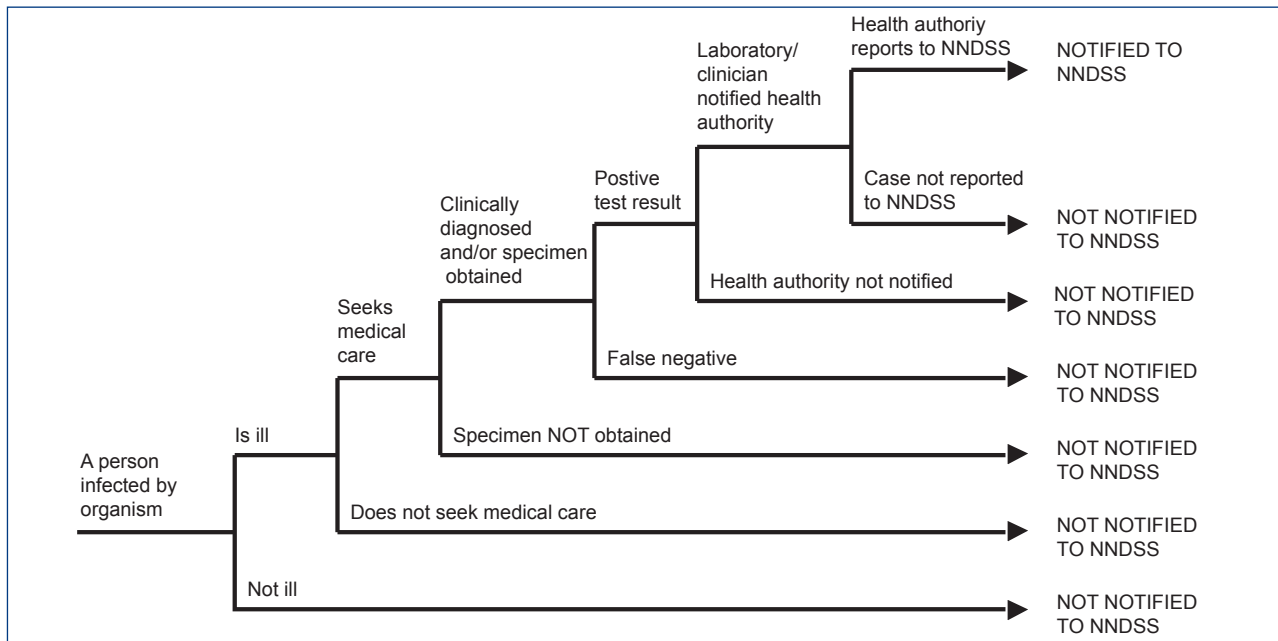 Health authoriy
reports to NNDSS
NOTIFIED TO
NNDSS
Laboratory/
clinician
notified health
authority
Case not reported
to NNDSS
NOT NOTIFIED
TO NNDSS
Postive
test result
Health authority not notified
NOT NOTIFIED
TO NNDSS
Clinically
diagnosed
and/or specimen
obtained
False negative
NOT NOTIFIED
TO NNDSS
Seeks
medical
care
Specimen NOT obtained
NOT NOTIFIED
TO NNDSS
Is ill
Does not seek medical care
NOT NOTIFIED
TO NNDSS
A person
infected by
organism
Not ill
NOT NOTIFIED
TO NNDSS